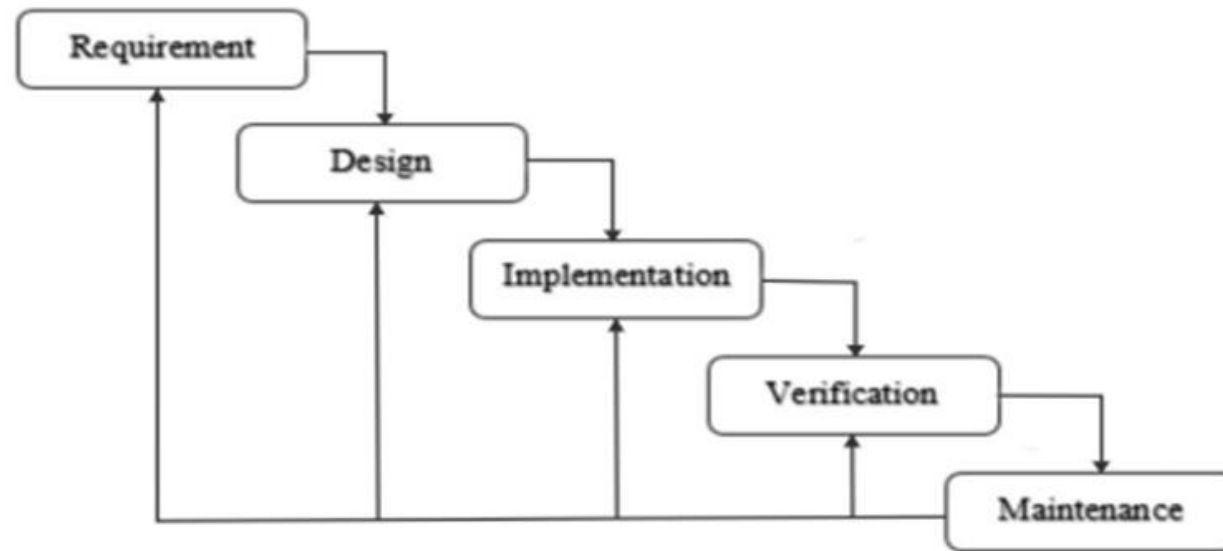 Requirement
Design
Implementation
Verification
Maintenance